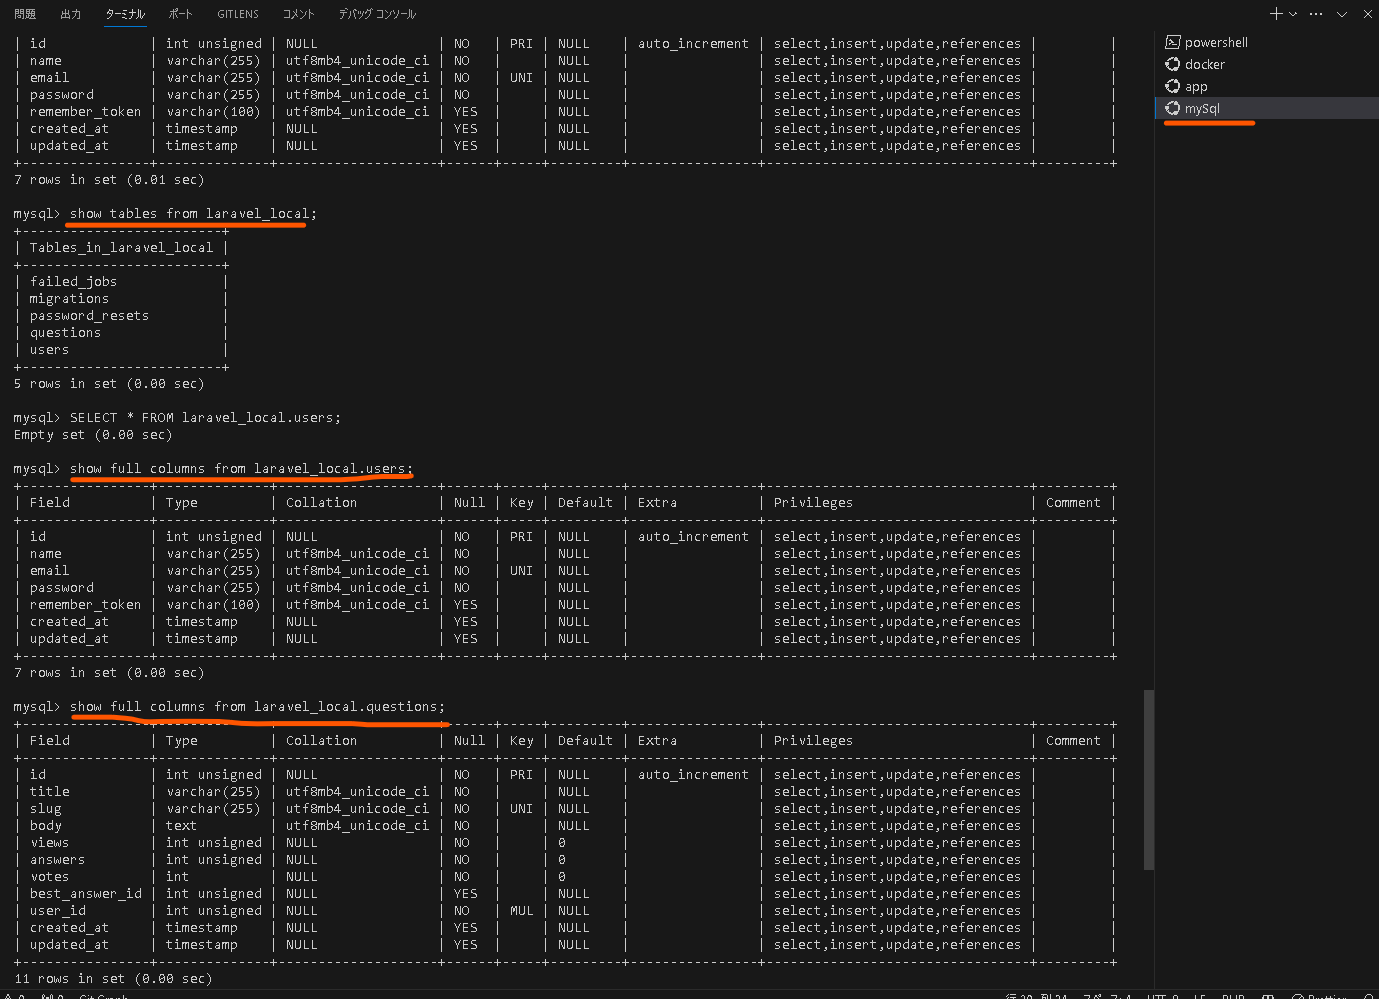 問題 出力 ターミナル ポート GITLENS コメント デバッグ コンソール
powershell
docker
app
mySql
| id | int unsigned | NULL | NO | PRI | NULL | auto_increment | select,insert,update,references | |
| name | varchar(255) | utf8mb4_unicode_ci | NO | | NULL | | select,insert,update,references | |
| email | varchar(255) | utf8mb4_unicode_ci | NO | UNI | NULL | | select,insert,update,references | |
| password | varchar(255) | utf8mb4_unicode_ci | NO | | NULL | | select,insert,update,references | |
| remember_token | varchar(100) | utf8mb4_unicode_ci | YES | | NULL | | select,insert,update,references | |
| created_at | timestamp | NULL | YES | | NULL | | select,insert,update,references | |
| updated_at | timestamp | NULL | YES | | NULL | | select,insert,update,references | |
7 rows in set (0.01 sec)
mysql> show tables from laravel_local;
| Tables_in_laravel_local |
| failed_jobs |
| migrations |
| password_resets |
| questions |
| users |
5 rows in set (0.00 sec)
mysql> SELECT * FROM laravel_local.users;
Empty set (0.00 sec)
mysql> show full columns from laravel_local.users;
| Field | Type | Collation | Null | Key | Default | Extra | Privileges | Comment |
| id | int unsigned | NULL | NO | PRI | NULL | auto_increment | select,insert,update,references | |
| name | varchar(255) | utf8mb4_unicode_ci | NO | | NULL | | select,insert,update,references | |
| email | varchar(255) | utf8mb4_unicode_ci | NO | UNI | NULL | | select,insert,update,references | |
| password | varchar(255) | utf8mb4_unicode_ci | NO | | NULL | | select,insert,update,references | |
| remember_token | varchar(100) | utf8mb4_unicode_ci | YES | | NULL | | select,insert,update,references | |
| created_at | timestamp | NULL | YES | | NULL | | select,insert,update,references | |
| updated_at | timestamp | NULL | YES | | NULL | | select,insert,update,references | |
7 rows in set (0.00 sec)
mysql> show full columns from laravel_local.questions;
| Field | Type | Collation | Null | Key | Default | Extra | Privileges | Comment |
| id | int unsigned | NULL | NO | PRI | NULL | auto_increment | select,insert,update,references | |
| title | varchar(255) | utf8mb4_unicode_ci | NO | | NULL | | select,insert,update,references | |
| slug | varchar(255) | utf8mb4_unicode_ci | NO | UNI | NULL | | select,insert,update,references | |
| body | text | utf8mb4_unicode_ci | NO | | NULL | | select,insert,update,references | |
| views | int unsigned | NULL | NO | | 0 | | select,insert,update,references | |
| answers | int unsigned | NULL | NO | | 0 | | select,insert,update,references | |
| votes | int | NULL | NO | | 0 | | select,insert,update,references | |
| best_answer_id | int unsigned | NULL | YES | | NULL | | select,insert,update,references | |
| user_id | int unsigned | NULL | NO | MUL | NULL | | select,insert,update,references | |
| created_at | timestamp | NULL | YES | | NULL | | select,insert,update,references | |
| updated_at | timestamp | NULL | YES | | NULL | | select,insert,update,references | |
11 rows in set (0.00 sec)